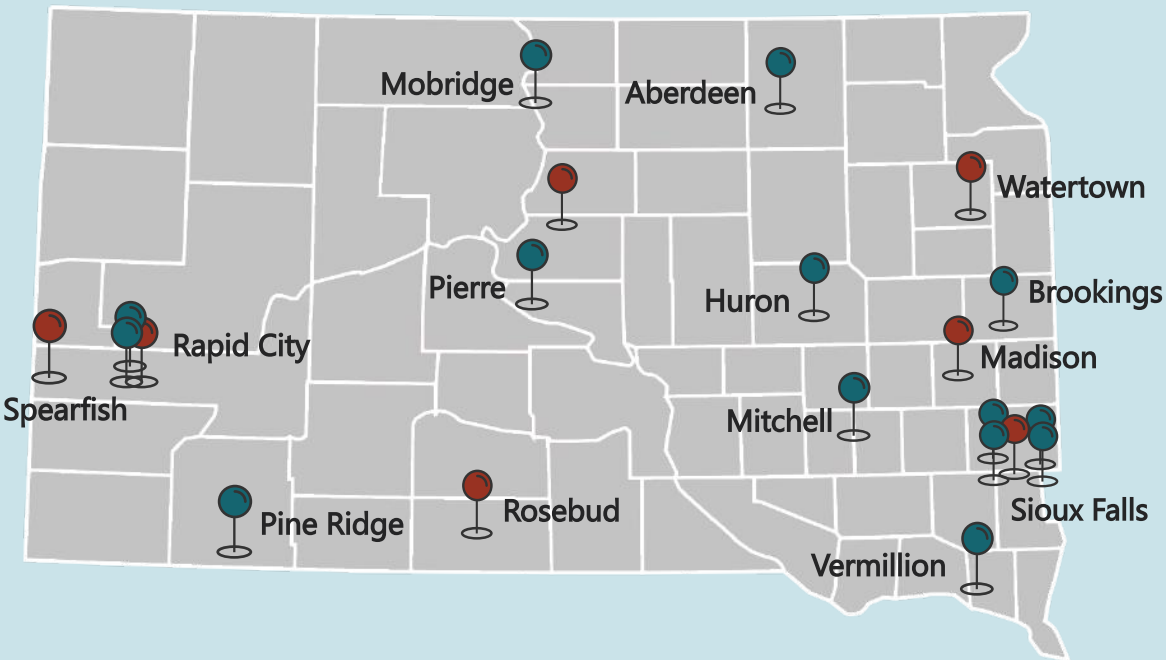 Mobridge
Aberdeen
Watertown
Pierre
Huron
Brookings
Rapid City
Madison
Spearfish
Mitchell
Pine Ridge
Rosebud
Sioux Falls
Vermillion